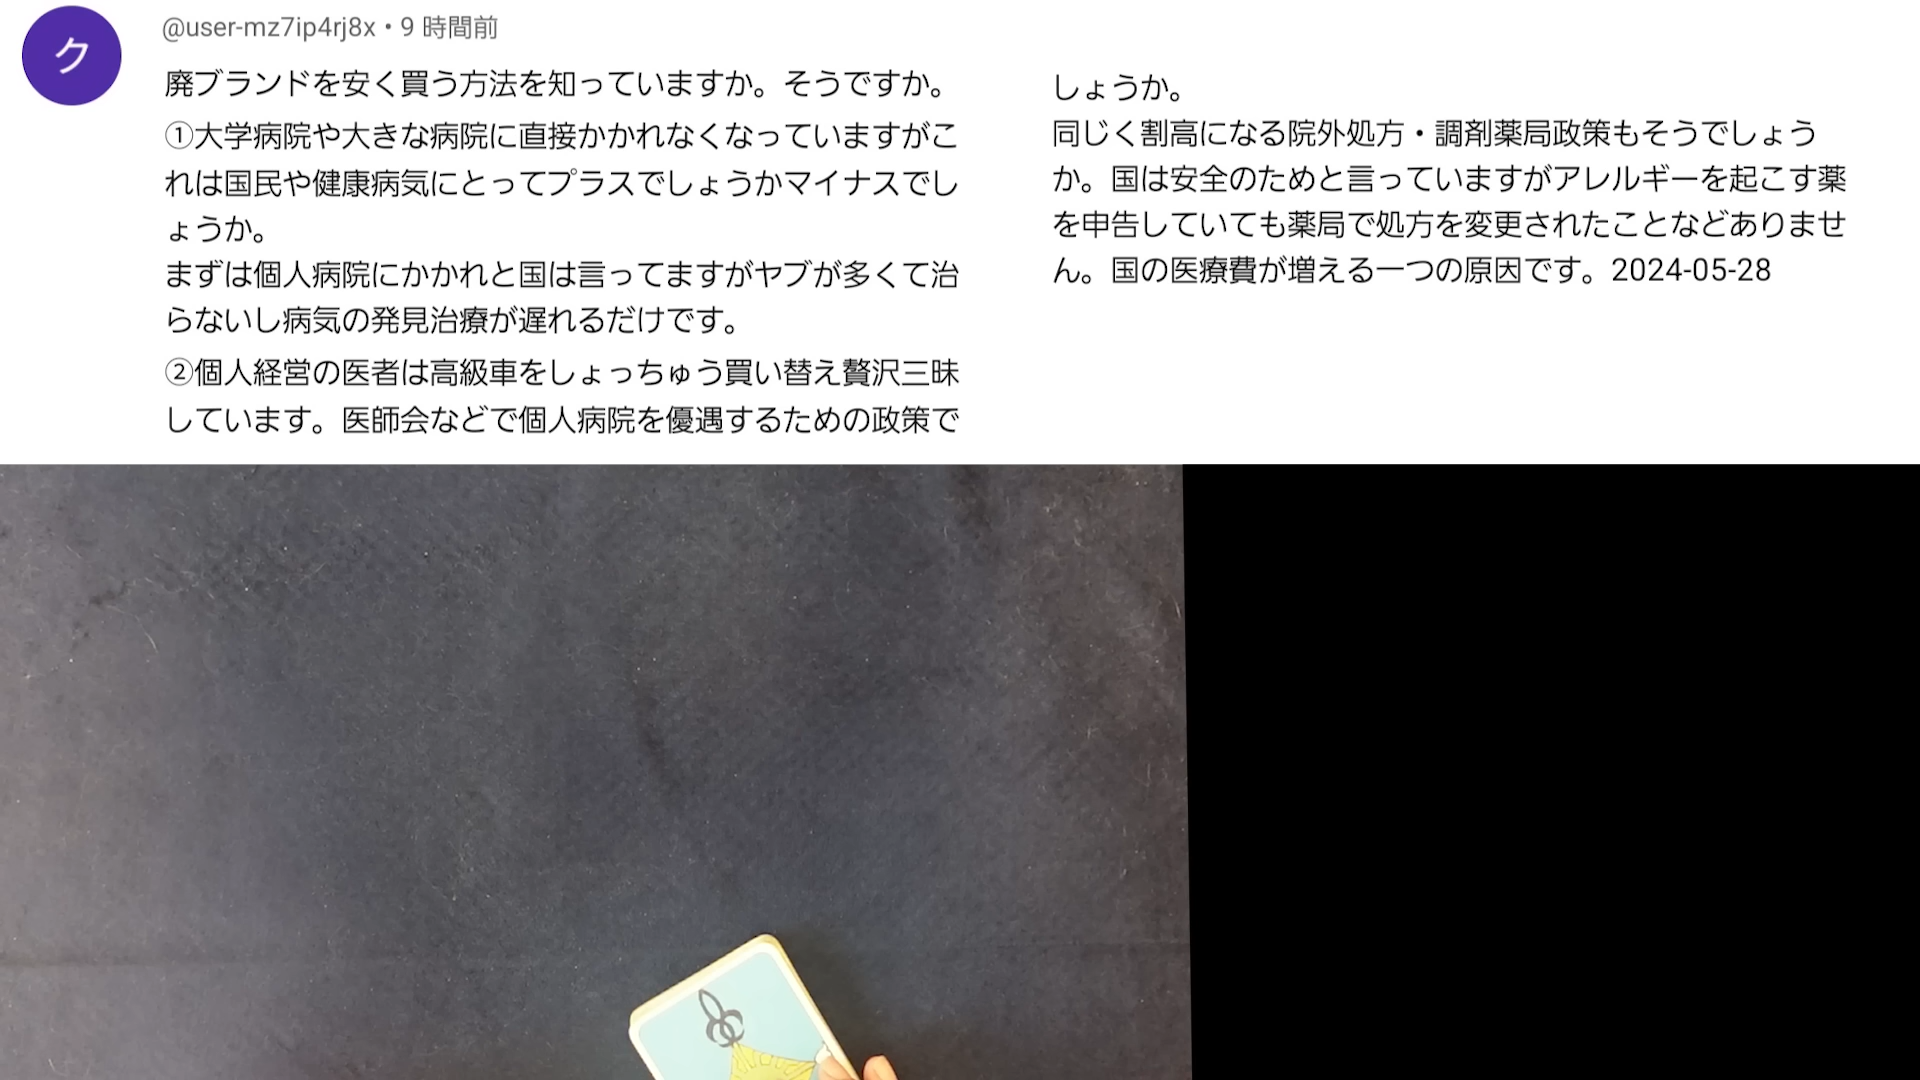 ク
@user-mz7ip4rj8x・9 時間前
廃ブランドを安く買う方法を知っていますか。そうですか。
①大学病院や大きな病院に直接かかれなくなっていますがこ
れは国民や健康病気にとってプラスでしょうかマイナスでし
ょうか。
まずは個人病院にかかれと国は言ってますがヤブが多くて治
らないし病気の発見治療が遅れるだけです。
②個人経営の医者は高級車をしょっちゅう買い替え贅沢三昧
しています。医師会などで個人病院を優遇するための政策で
しょうか。
同じく割高になる院外処方・調剤薬局政策もそうでしょう
か。国は安全のためと言っていますがアレルギーを起こす薬
を申告していても薬局で処方を変更されたことなどありませ
ん。国の医療費が増える一つの原因です。2024-05-28